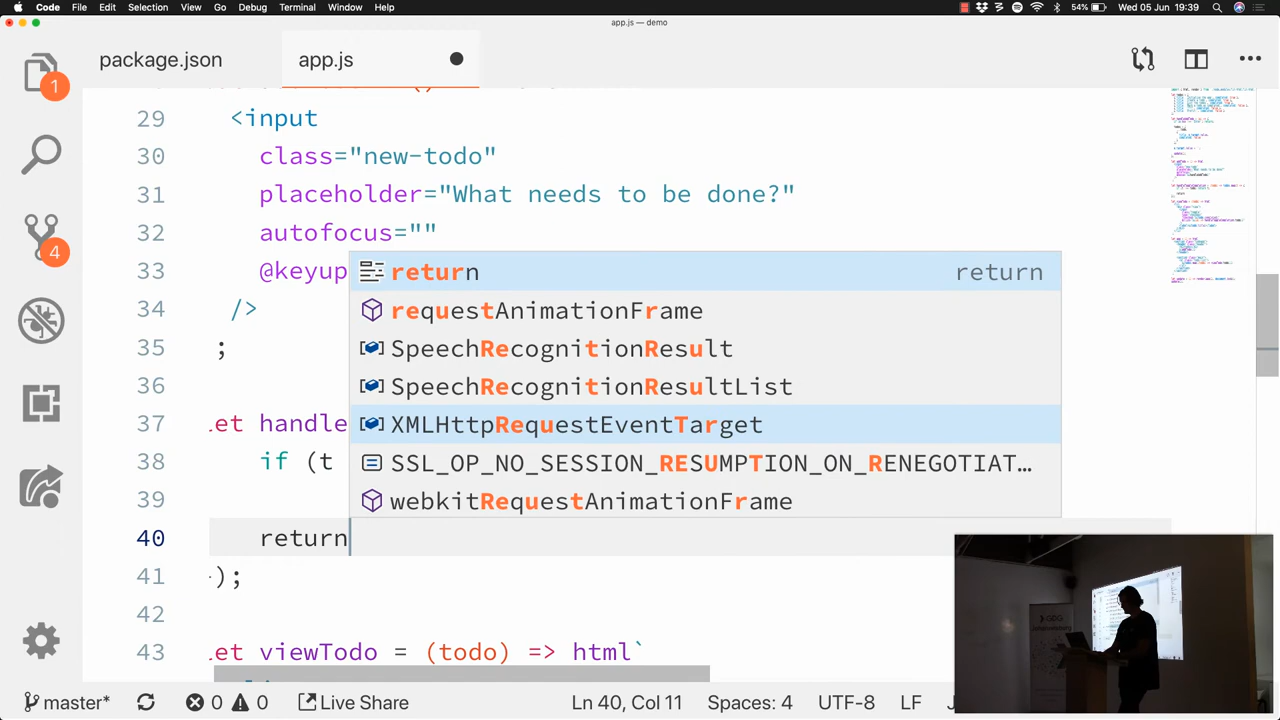 Code File Edit Selection View Go Debug Terminal Window Help 54% Wed 05 Jun 19:39
app.js — demo
package.json app.js
1
4
29 <input
30 class="new-todo"
31 placeholder="What needs to be done?"
32 autofocus=""
33 @keyup
34 />
35 ;
36
37 et handle
38 if (t
39
40 return
41 );
42
43 et viewTodo = (todo) => html`
return return
requestAnimationFrame
SpeechRecognitionResult
SpeechRecognitionResultList
XMLHttpRequestEventTarget
SSL_OP_NO_SESSION_RESUMPTION_ON_RENEGOTIAT…
webkitRequestAnimationFrame
master* 0 0 Live Share Ln 40, Col 11 Spaces: 4 UTF-8 LF